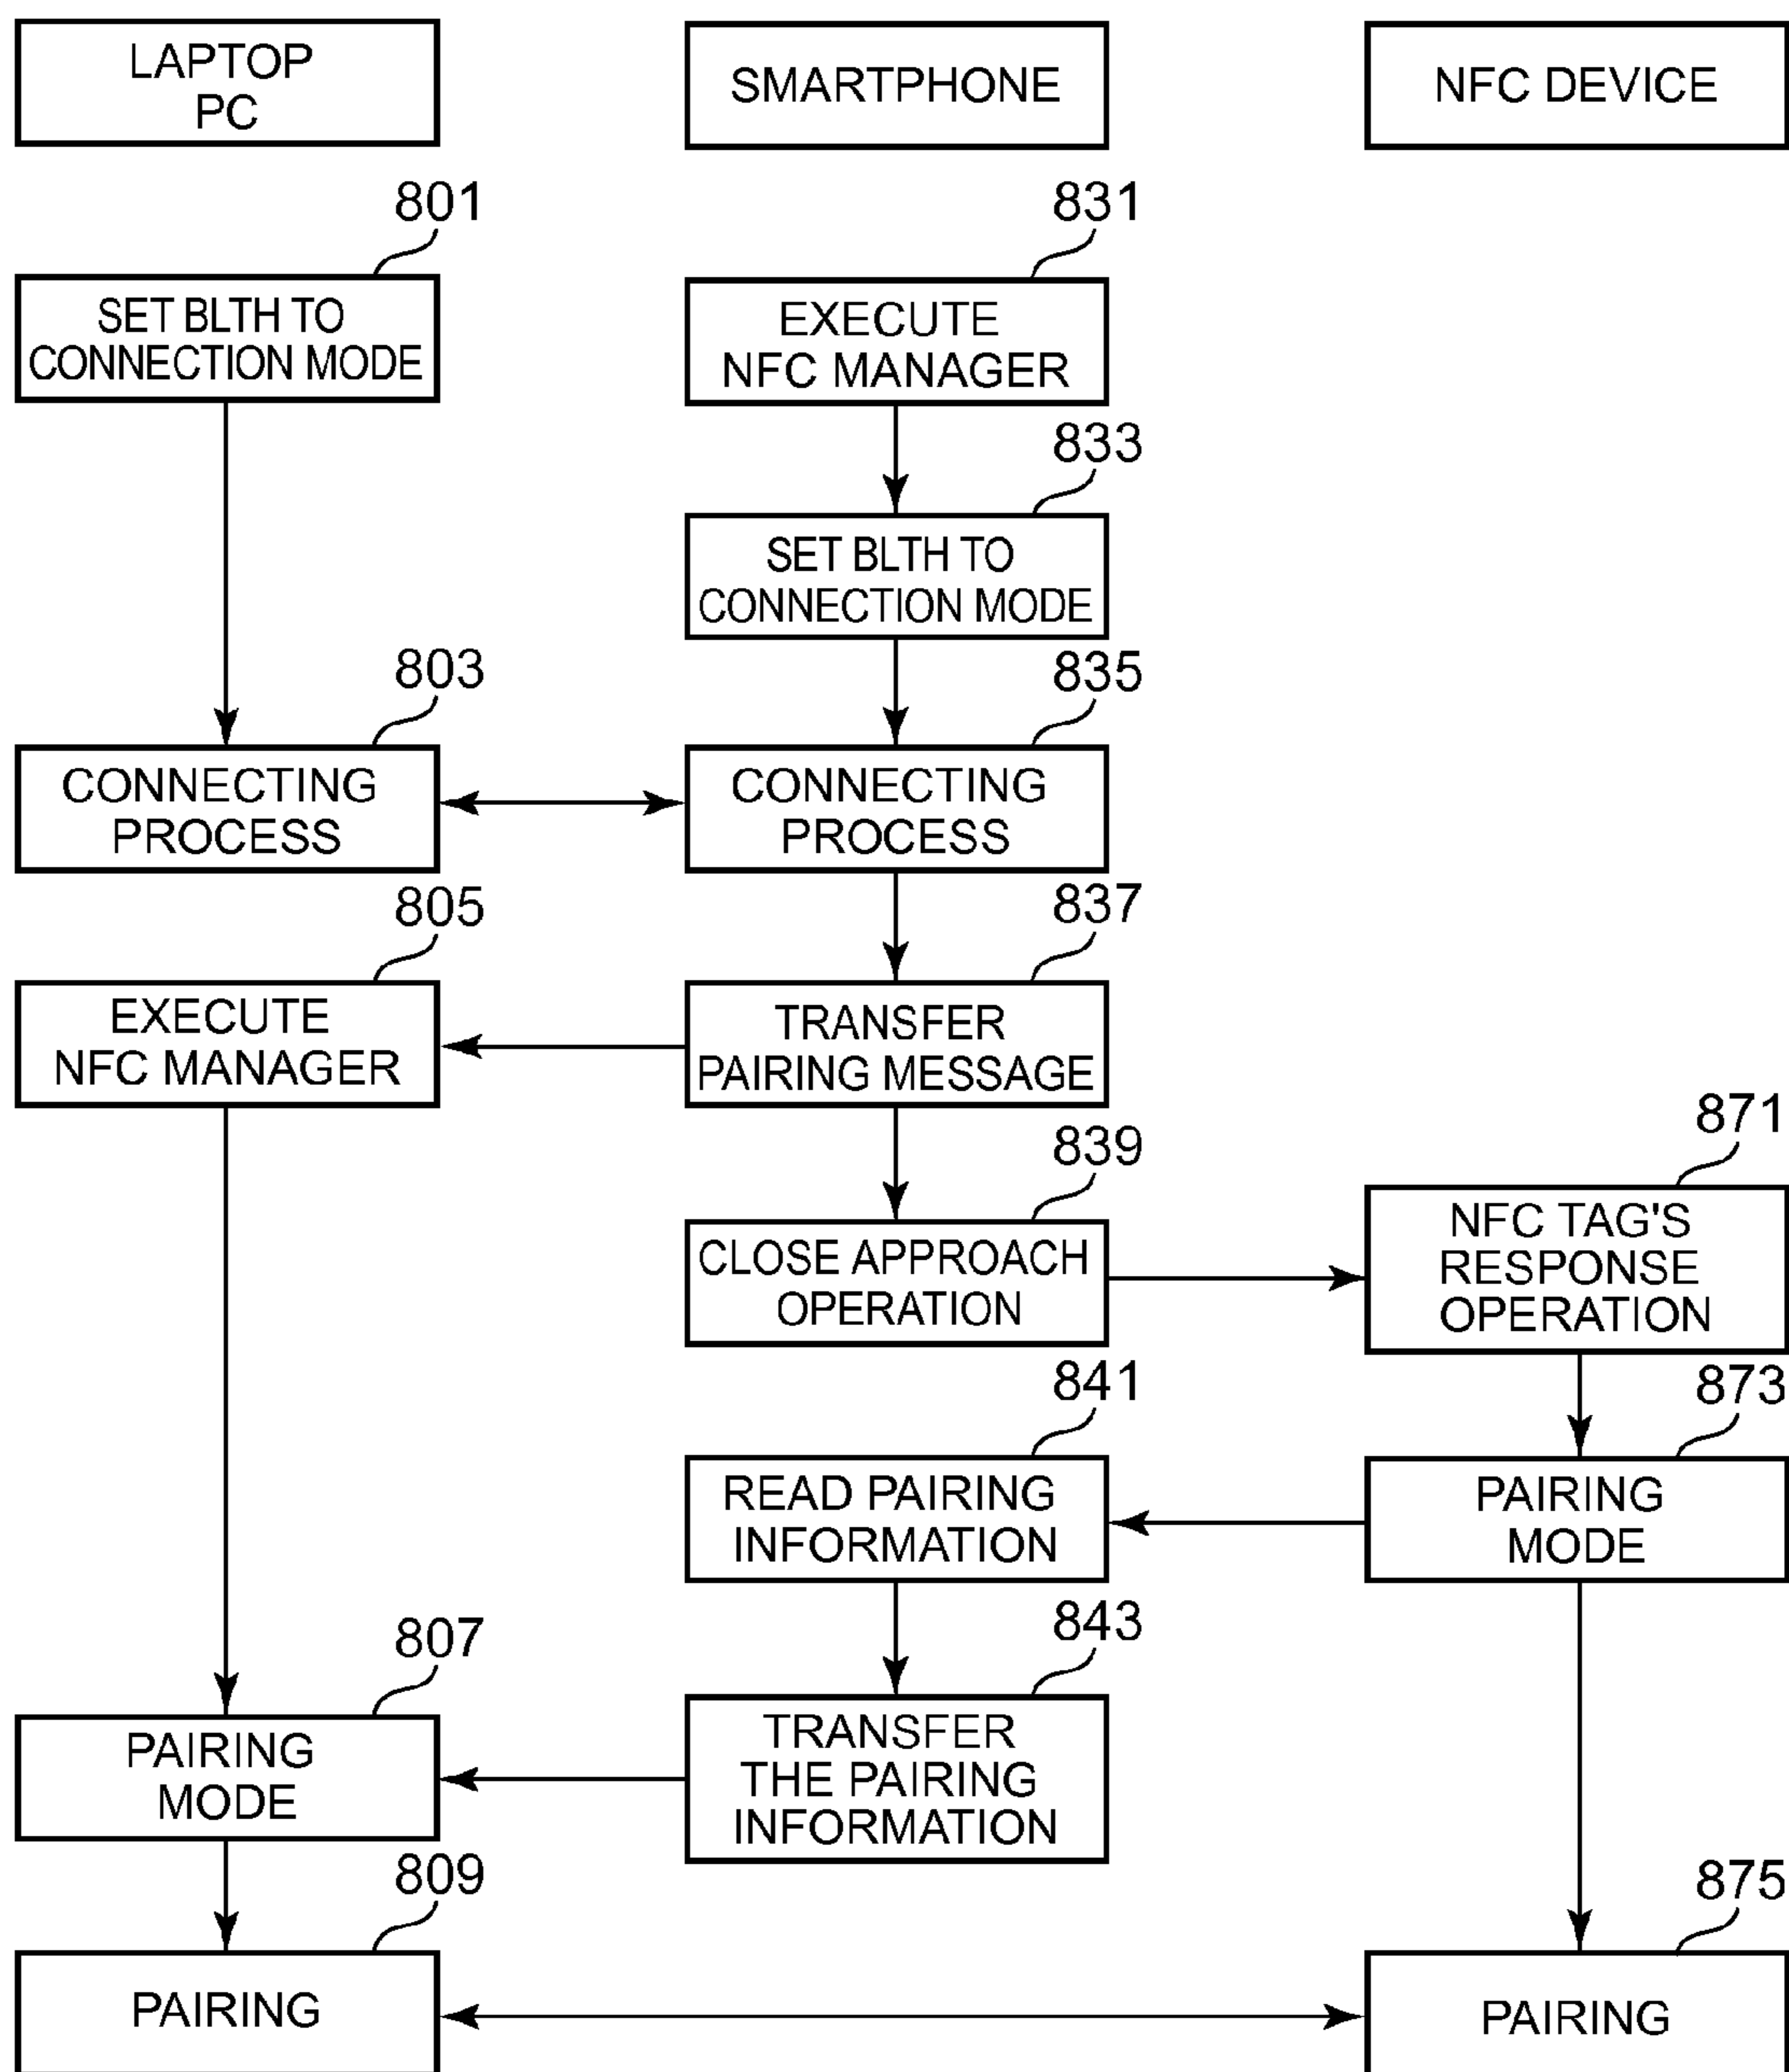 LAPTOP
PC
SMARTPHONE
NFC DEVICE
801
831
SET BLTH TO
CONNECTION MODE
EXECUTE
NFC MANAGER
833
SET BLTH TO
CONNECTION MODE
803
835
CONNECTING
PROCESS
CONNECTING
PROCESS
805
837
EXECUTE
NFC MANAGER
TRANSFER
PAIRING MESSAGE
839
871
CLOSE APPROACH
OPERATION
NFC TAG'S
RESPONSE
OPERATION
841
873
READ PAIRING
INFORMATION
PAIRING
MODE
807
843
PAIRING
MODE
TRANSFER
THE PAIRING
INFORMATION
809
875
PAIRING
PAIRING